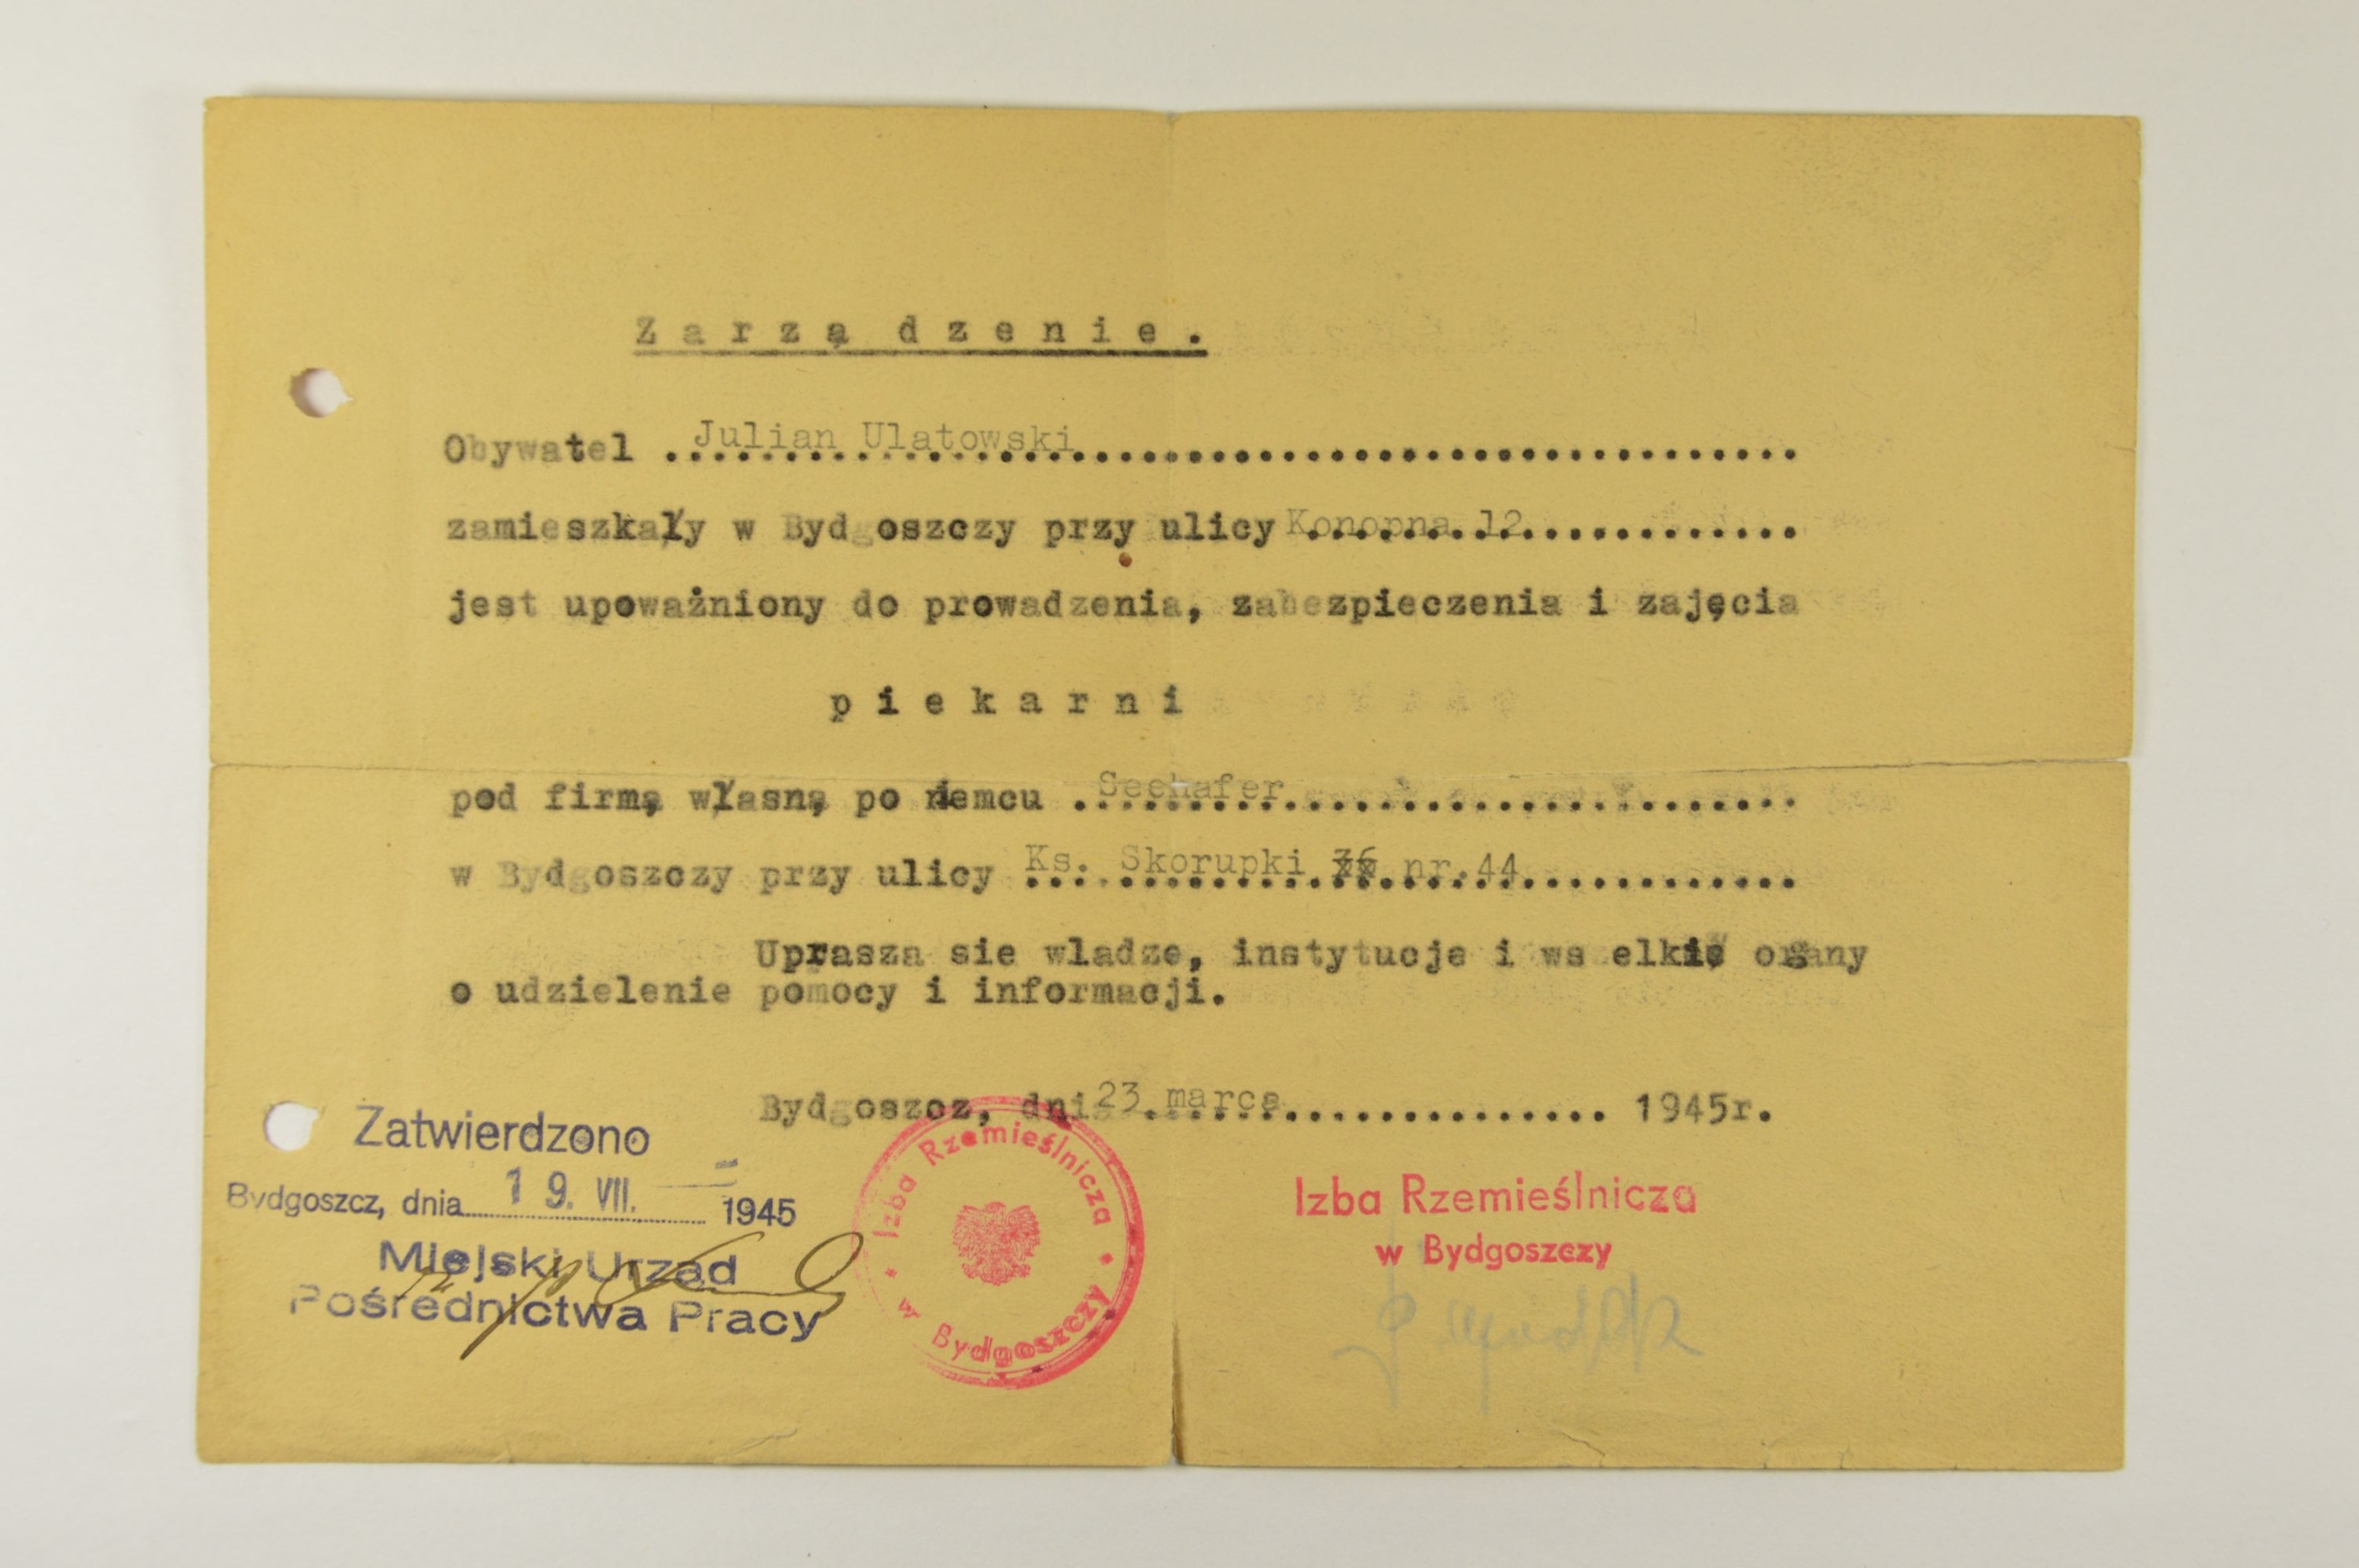 Zarządzenie.
Obywatel Julian Ulatowski
zamieszkały w Bydgoszczy przy ulicy Konopna 12
jest upoważniony do prowadzenia, zabezpieczenia i zajęcia
piekarni
pod firmą własną po niemcu Seehafer
w Bydgoszczy przy ulicy Ks. Skorupki nr.44
Uprasza sie wladze, instytucje i wszelkie organy
o udzielenie pomocy i informacji.
Bydgoszcz, dnia 23 marca 1945r.
Zatwierdzono
Bydgoszcz, dnia 19. VII. 1945
Miejski Urząd
Pośrednictwa Pracy
Izba Rzemieślnicza
w Bydgoszczy
Izba Rzemieślnicza
w Bydgoszczy